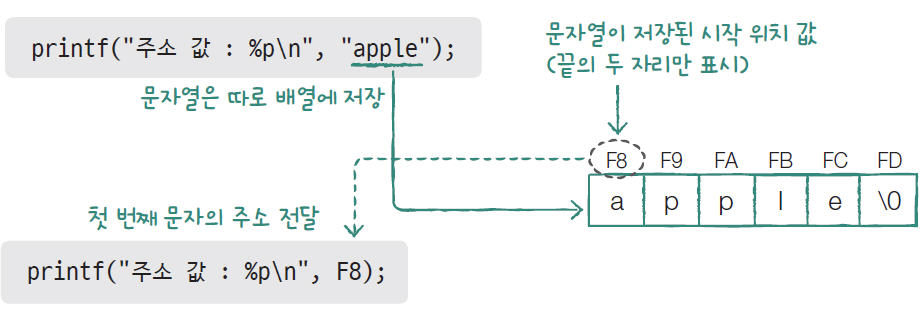 printf("주소 값 : %p\n", "apple");
문자열은 따로 배열에 저장
문자열이 저장된 시작 위치 값
(끝의 두 자리만 표시)
F8 F9 FA FB FC FD
a p p l e \0
첫 번째 문자의 주소 전달
printf("주소 값 : %p\n", F8);